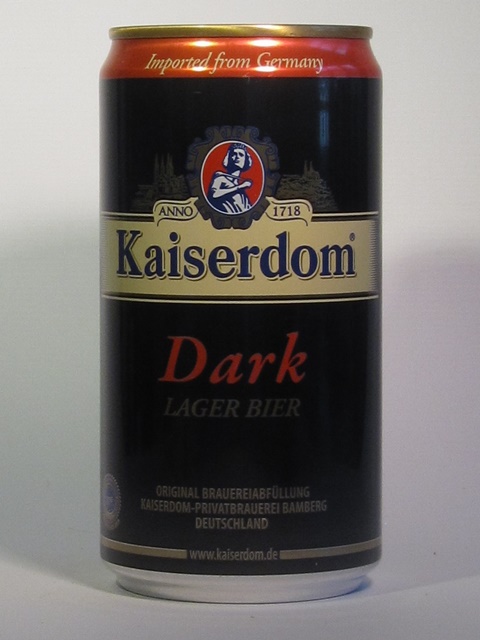 Imported from Germany
ANNO 1718
Kaiserdom®
Dark
LAGER BIER
ORIGINAL BRAUEREIABFÜLLUNG
KAISERDOM-PRIVATBRAUEREI BAMBERG
DEUTSCHLAND
www.kaiserdom.de